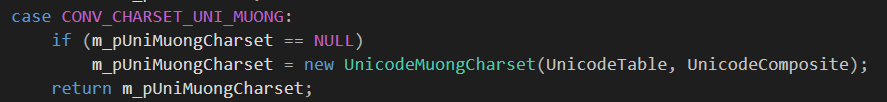 case CONV_CHARSET_UNI_MUONG:
if (m_pUniMuongCharset == NULL)
m_pUniMuongCharset = new UnicodeMuongCharset(UnicodeTable, UnicodeComposite);
return m_pUniMuongCharset;